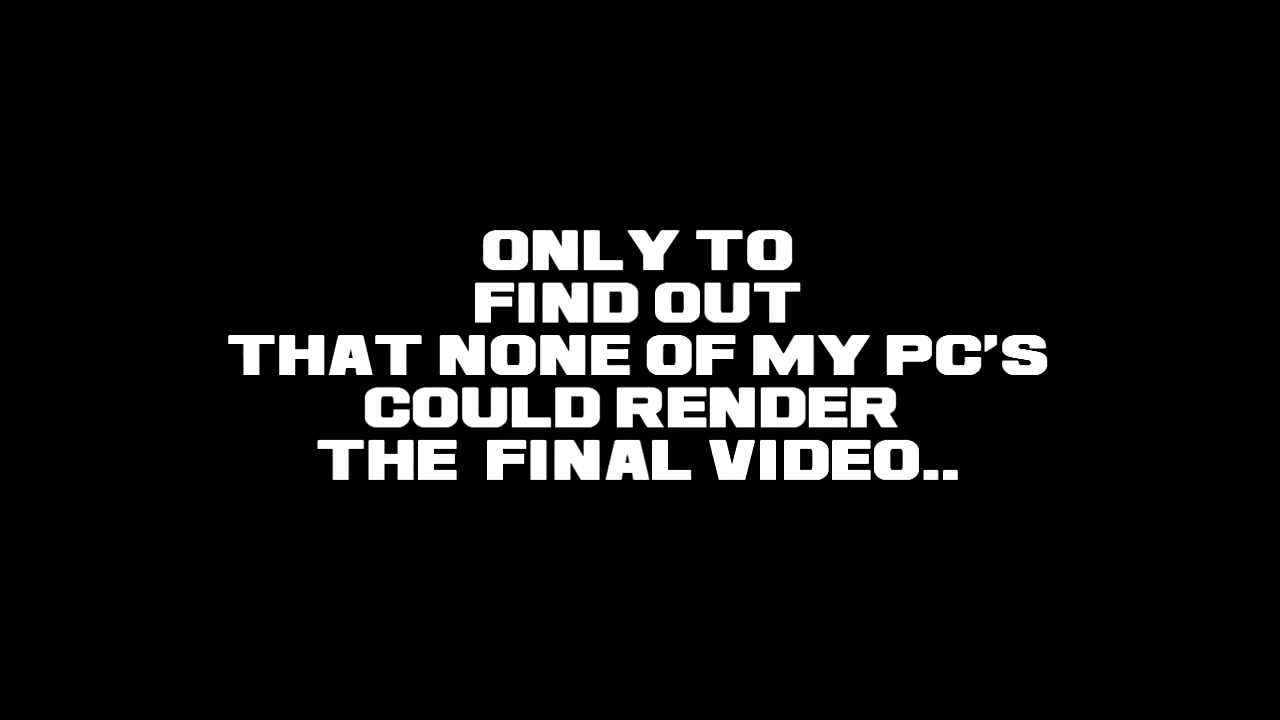 ONLY TO
FIND OUT
THAT NONE OF MY PC'S
COULD RENDER
THE  FINAL VIDEO..